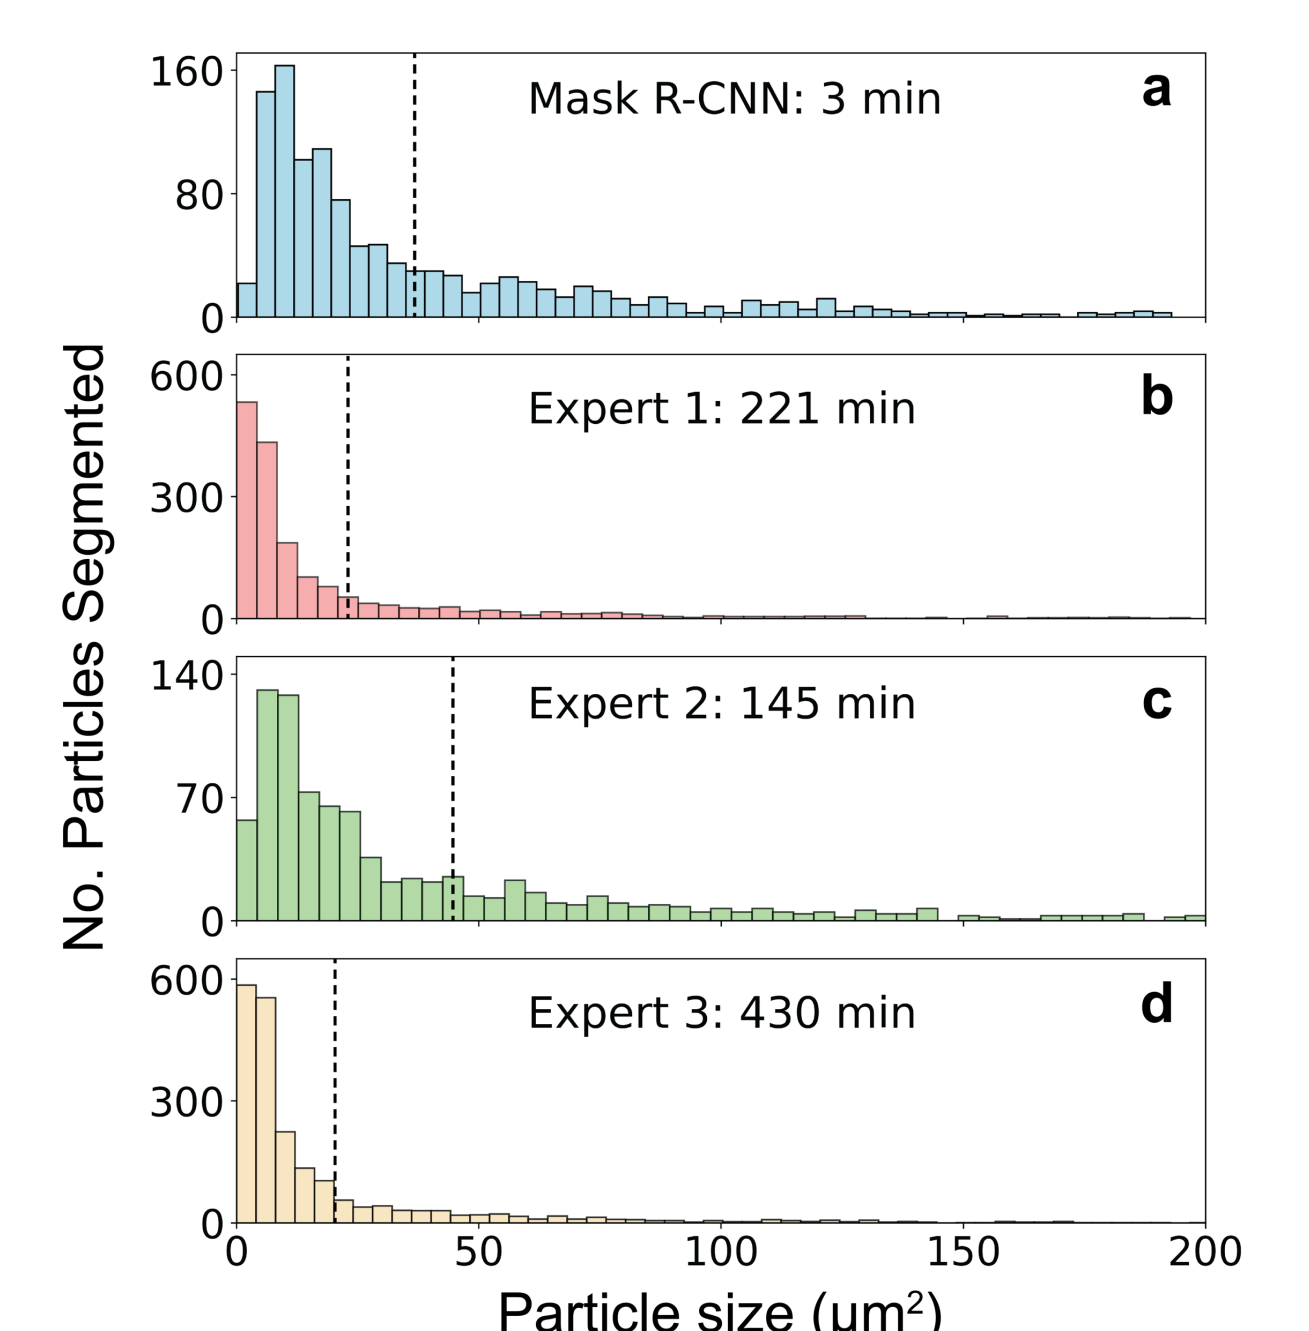 No. Particles Segmented
160
80
0
Mask R-CNN: 3 min
a
600
300
0
Expert 1: 221 min
b
140
70
0
Expert 2: 145 min
c
600
300
0
Expert 3: 430 min
d
0 50 100 150 200
Particle size (µm²)